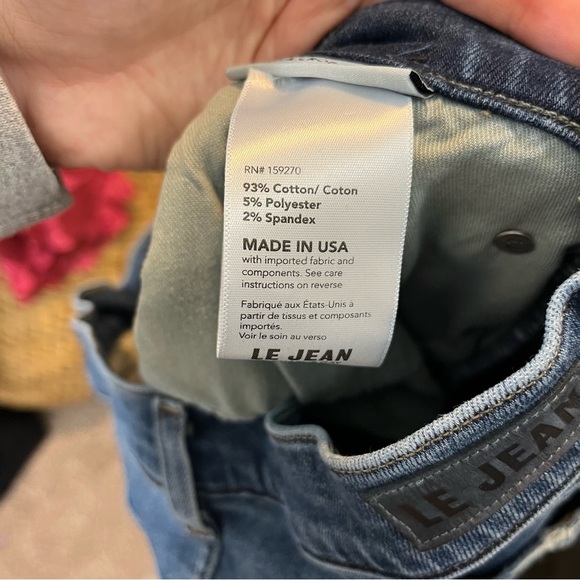 RN# 159270
93% Cotton/ Coton
5% Polyester
2% Spandex
MADE IN USA
with imported fabric and
components. See care
instructions on reverse
Fabriqué aux États-Unis à
partir de tissus et composants
importés.
Voir le soin au verso
LE JEAN
LE JEAN